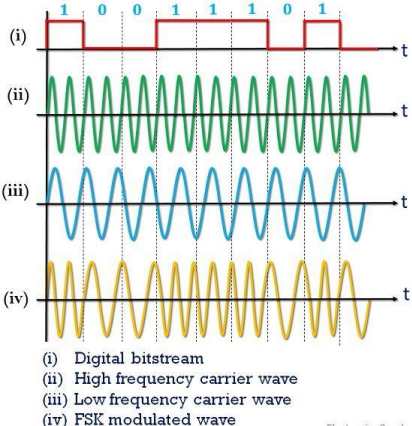 1 0 0 1 1 1 0 1
(i) t
(ii) t
(iii) t
(iv) t
(i) Digital bitstream
(ii) High frequency carrier wave
(iii) Low frequency carrier wave
(iv) FSK modulated wave